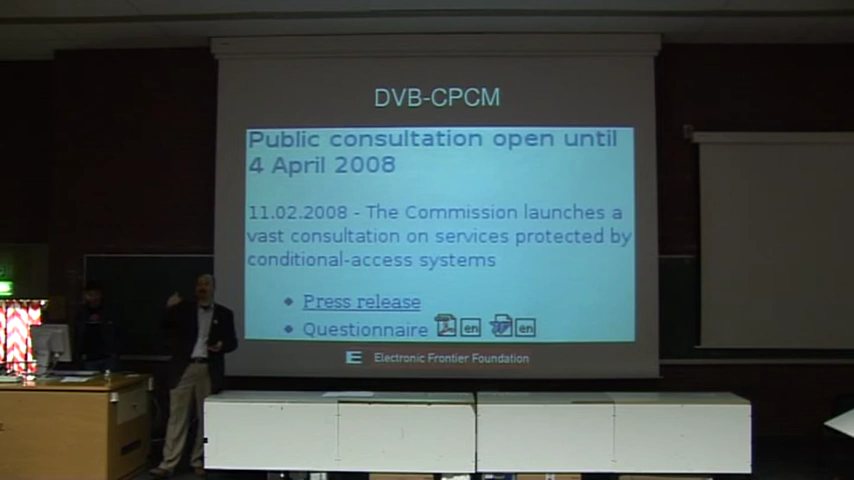 DVB-CPCM
Public consultation open until
4 April 2008
11.02.2008 - The Commission launches a
vast consultation on services protected by
conditional-access systems
Press release
Questionnaire en en
Electronic Frontier Foundation